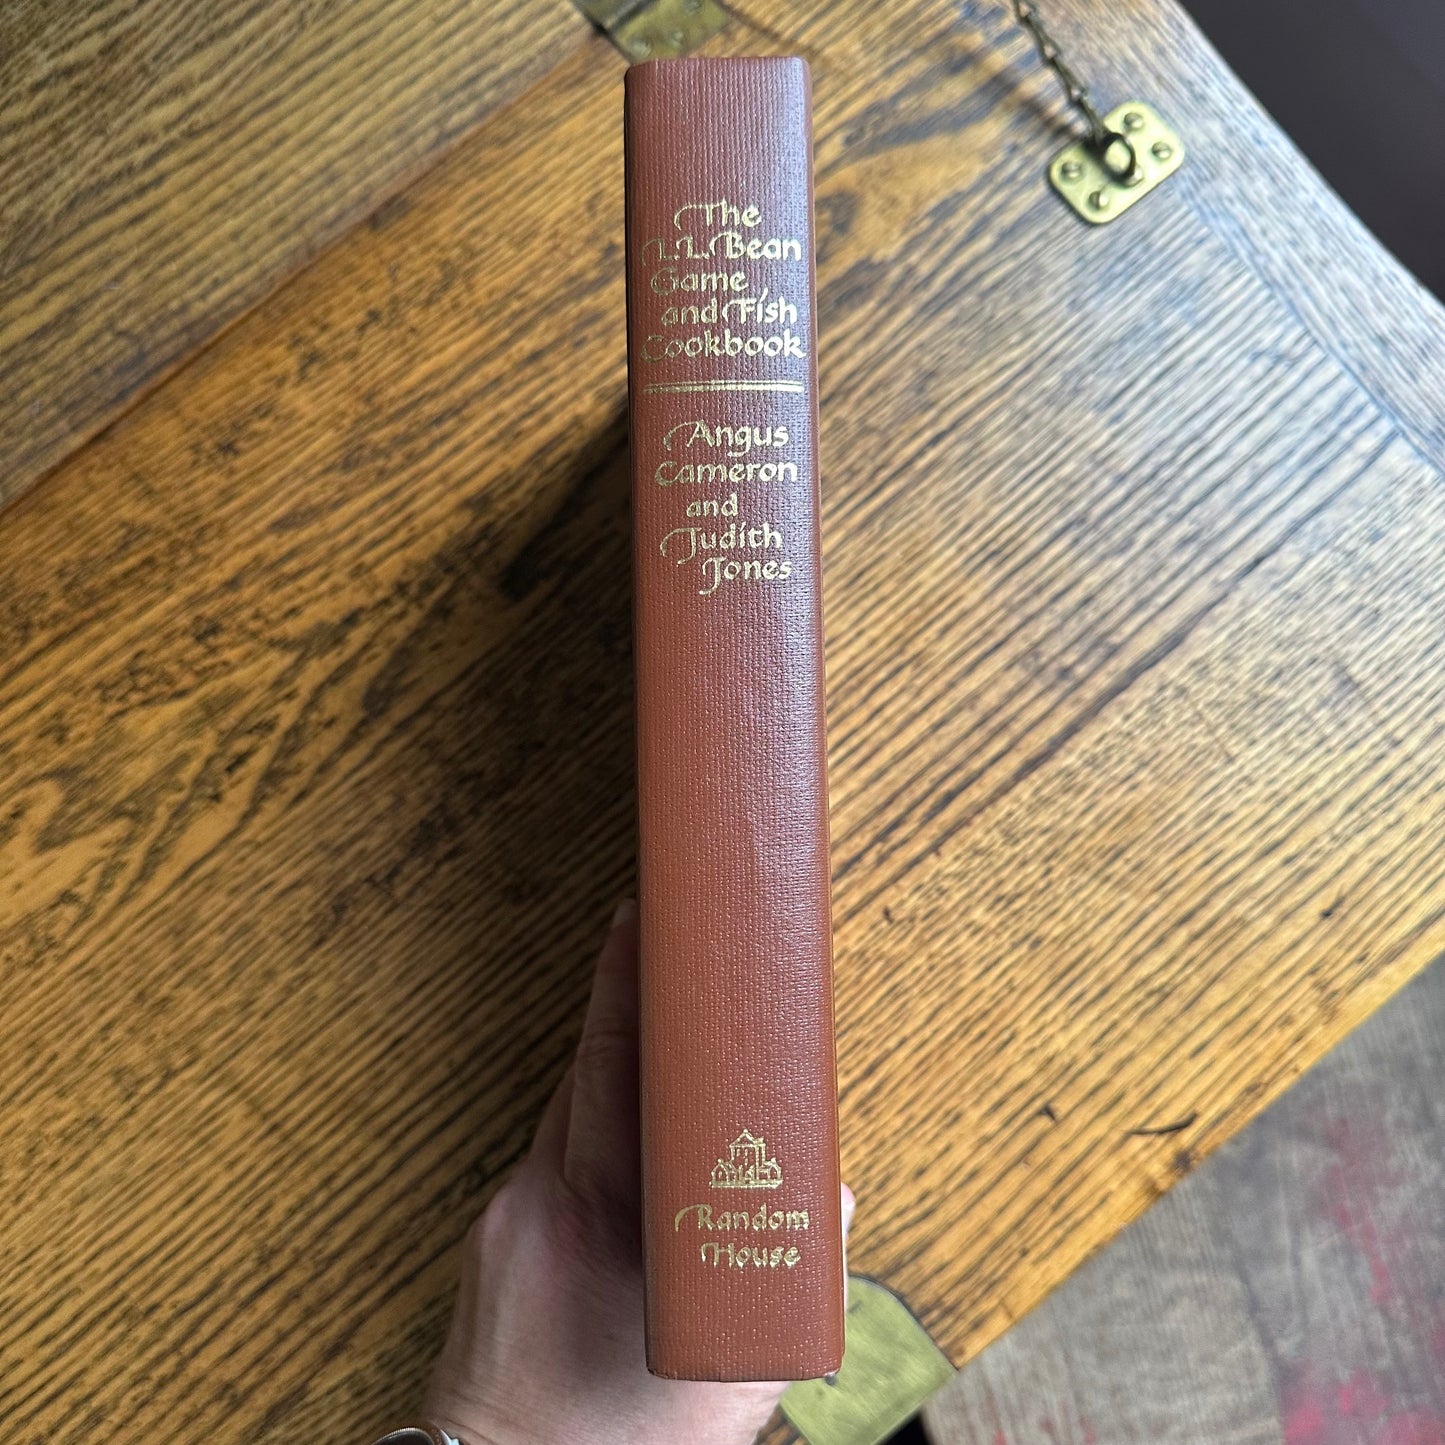 The
L.L.Bean
Game
and Fish
Cookbook
Angus
Cameron
and
Judith
Jones
Random
House